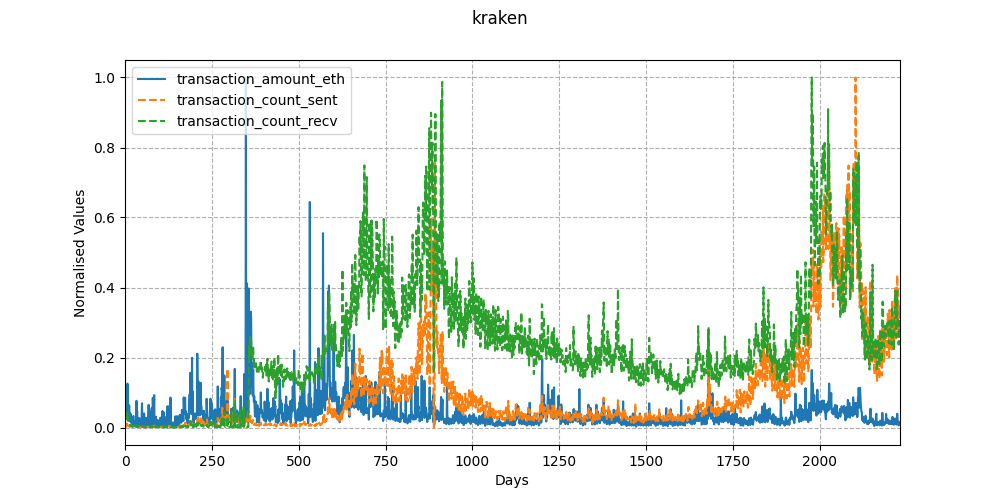 kraken
transaction_amount_eth
transaction_count_sent
transaction_count_recv
1.0
0.8
0.6
0.4
0.2
0.0
Normalised Values
0 250 500 750 1000 1250 1500 1750 2000
Days